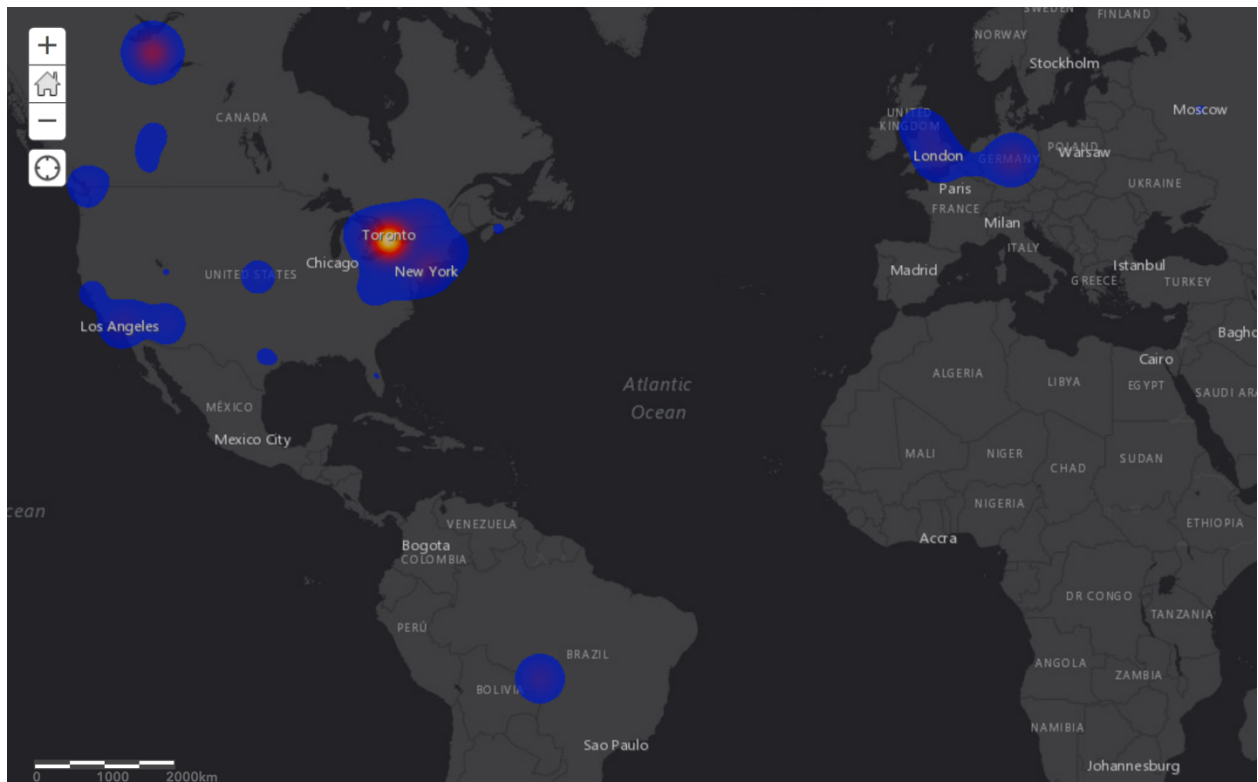 SWEDEN
FINLAND
NORWAY
Stockholm
CANADA
UNITED
KINGDOM
Moscow
London
GERMANY
POLAND
Warsaw
UKRAINE
Paris
FRANCE
Milan
Toronto
ITALY
Chicago
New York
UNITED STATES
Madrid
Istanbul
GREECE
TURKEY
Los Angeles
Baghd
Cairo
ALGERIA
LIBYA
EGYPT
SAUDI ARA
Atlantic
Ocean
MÉXICO
Mexico City
MALI
NIGER
CHAD
SUDAN
NIGERIA
cean
VENEZUELA
ETHIOPIA
Bogota
COLOMBIA
Accra
DR CONGO
TANZANIA
PERÚ
BRAZIL
ANGOLA
ZAMBIA
BOLIVIA
NAMIBIA
Sao Paulo
Johannesburg
0 1000 2000km